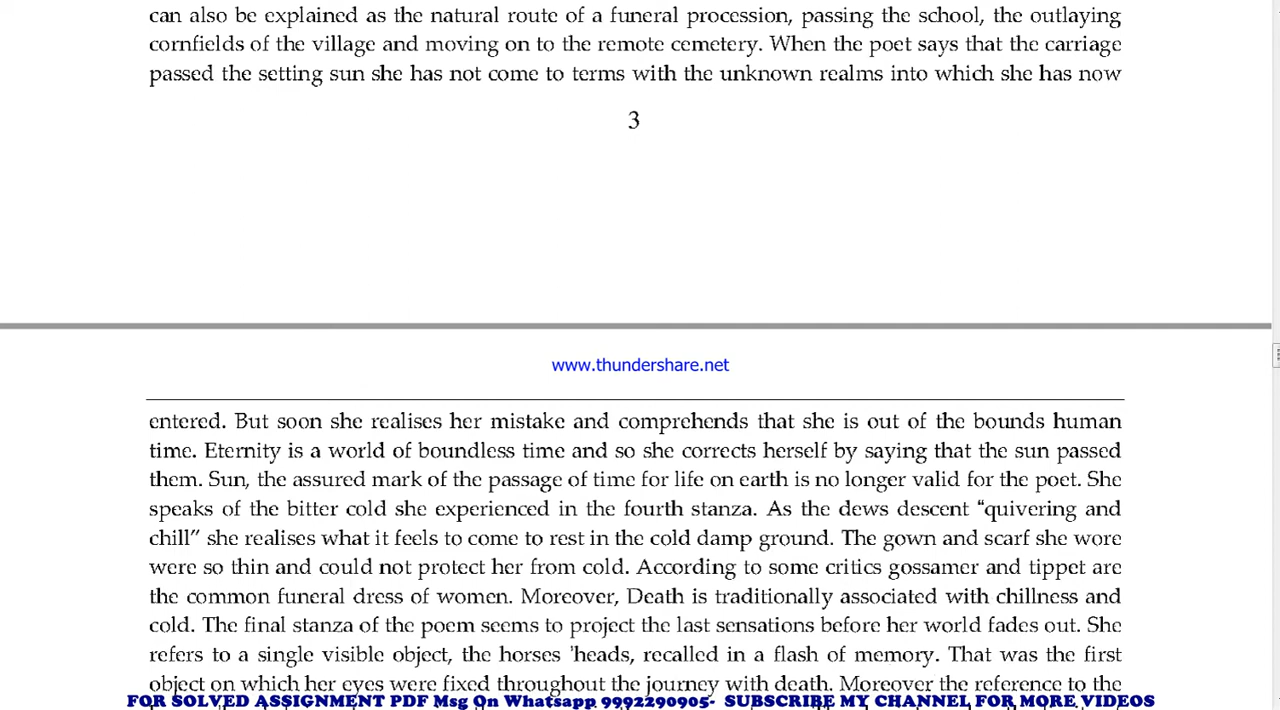 can also be explained as the natural route of a funeral procession, passing the school, the outlaying
cornfields of the village and moving on to the remote cemetery. When the poet says that the carriage
passed the setting sun she has not come to terms with the unknown realms into which she has now
3
www.thundershare.net
entered. But soon she realises her mistake and comprehends that she is out of the bounds human
time. Eternity is a world of boundless time and so she corrects herself by saying that the sun passed
them. Sun, the assured mark of the passage of time for life on earth is no longer valid for the poet. She
speaks of the bitter cold she experienced in the fourth stanza. As the dews descent “quivering and
chill” she realises what it feels to come to rest in the cold damp ground. The gown and scarf she wore
were so thin and could not protect her from cold. According to some critics gossamer and tippet are
the common funeral dress of women. Moreover, Death is traditionally associated with chillness and
cold. The final stanza of the poem seems to project the last sensations before her world fades out. She
refers to a single visible object, the horses 'heads, recalled in a flash of memory. That was the first
object on which her eyes were fixed throughout the journey with death. Moreover the reference to the
FOR SOLVED ASSIGNMENT PDF Msg On Whatsapp 9992290905- SUBSCRIBE MY CHANNEL FOR MORE VIDEOS